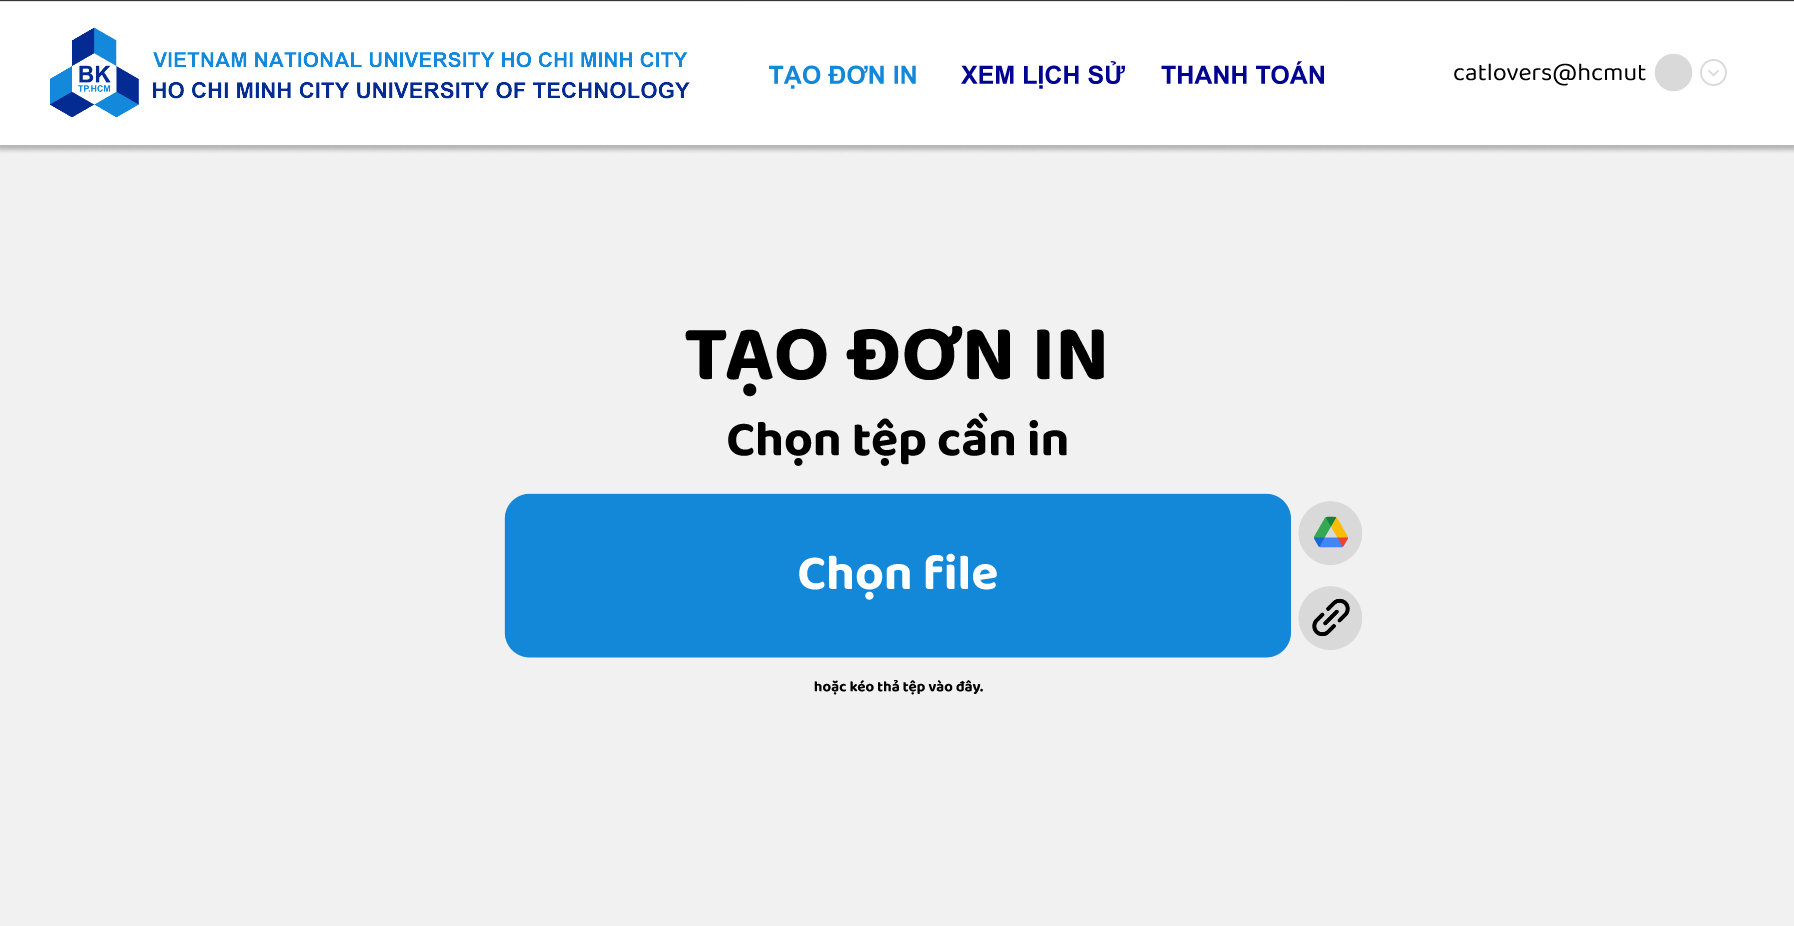 BK
TP.HCM
VIETNAM NATIONAL UNIVERSITY HO CHI MINH CITY
HO CHI MINH CITY UNIVERSITY OF TECHNOLOGY
TẠO ĐƠN IN
XEM LỊCH SỬ
THANH TOÁN
catlovers@hcmut
TẠO ĐƠN IN
Chọn tệp cần in
Chọn file
hoặc kéo thả tệp vào đây.